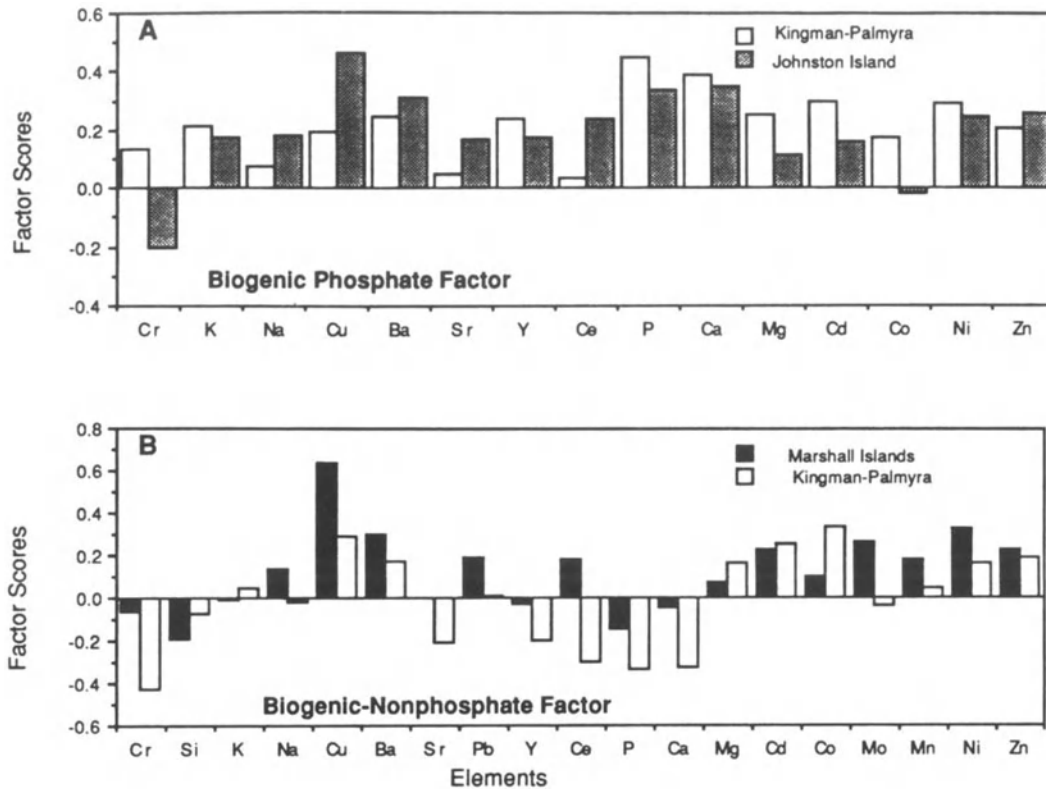 A
Kingman-Palmyra
Johnston Island
Factor Scores
0.6
0.4
0.2
0.0
-0.2
-0.4
Biogenic Phosphate Factor
Cr K Na Cu Ba Sr Y Ce P Ca Mg Cd Co Ni Zn
B
Marshall Islands
Kingman-Palmyra
Factor Scores
0.8
0.6
0.4
0.2
0.0
-0.2
-0.4
-0.6
Biogenic-Nonphosphate Factor
Cr Si K Na Cu Ba Sr Pb Y Ce P Ca Mg Cd Co Mo Mn Ni Zn
Elements